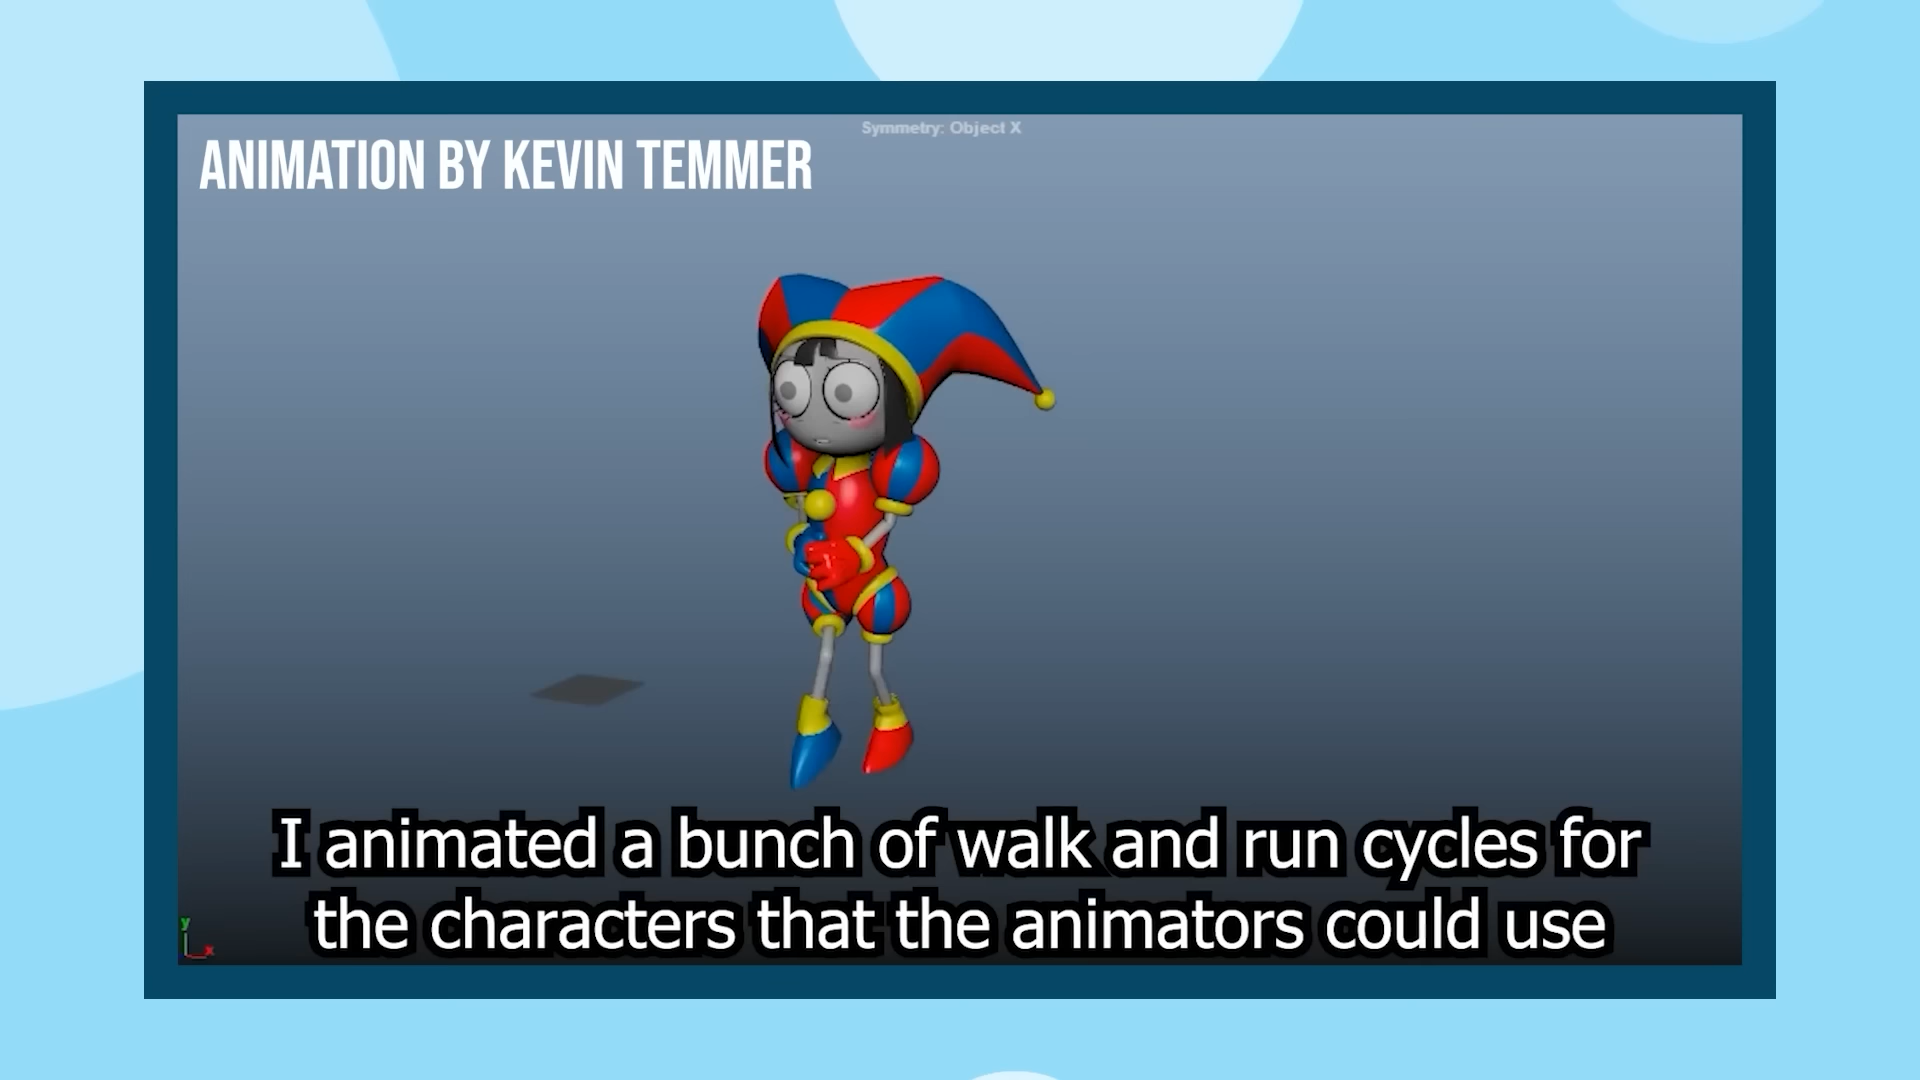 Symmetry: Object X
ANIMATION BY KEVIN TEMMER
I animated a bunch of walk and run cycles for
the characters that the animators could use
y
x